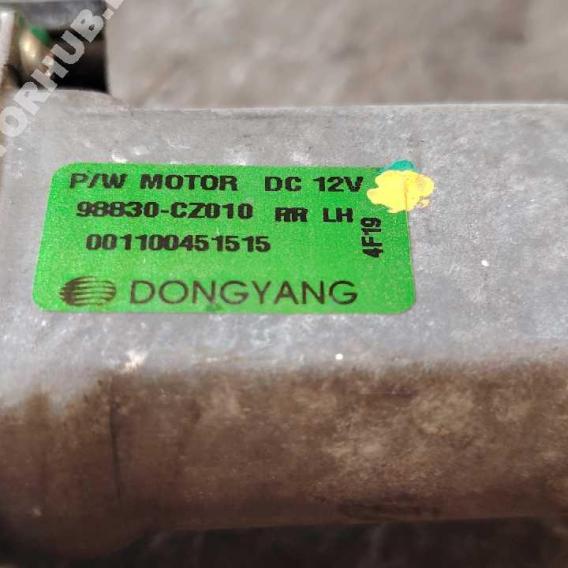 P/W MOTOR DC 12V
98830-CZ010 RR LH
001100451515
4F19
DONGYANG